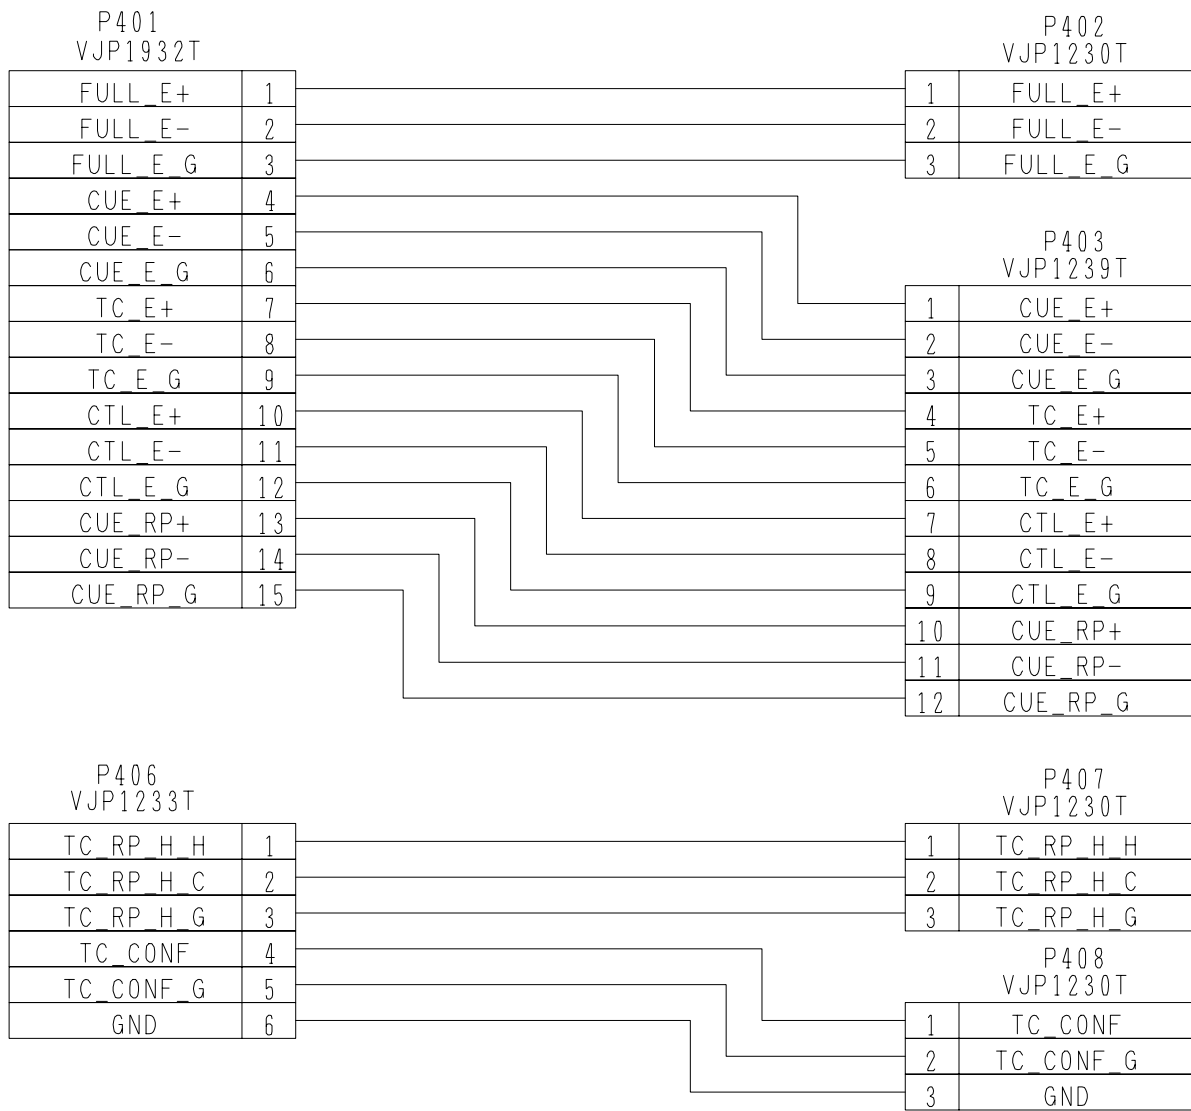 P401
VJP1932T
FULL_E+ 1
FULL_E- 2
FULL_E_G 3
CUE_E+ 4
CUE_E- 5
CUE_E_G 6
TC_E+ 7
TC_E- 8
TC_E_G 9
CTL_E+ 10
CTL_E- 11
CTL_E_G 12
CUE_RP+ 13
CUE_RP- 14
CUE_RP_G 15
P402
VJP1230T
1 FULL_E+
2 FULL_E-
3 FULL_E_G
P403
VJP1239T
1 CUE_E+
2 CUE_E-
3 CUE_E_G
4 TC_E+
5 TC_E-
6 TC_E_G
7 CTL_E+
8 CTL_E-
9 CTL_E_G
10 CUE_RP+
11 CUE_RP-
12 CUE_RP_G
P406
VJP1233T
TC_RP_H_H 1
TC_RP_H_C 2
TC_RP_H_G 3
TC_CONF 4
TC_CONF_G 5
GND 6
P407
VJP1230T
1 TC_RP_H_H
2 TC_RP_H_C
3 TC_RP_H_G
P408
VJP1230T
1 TC_CONF
2 TC_CONF_G
3 GND